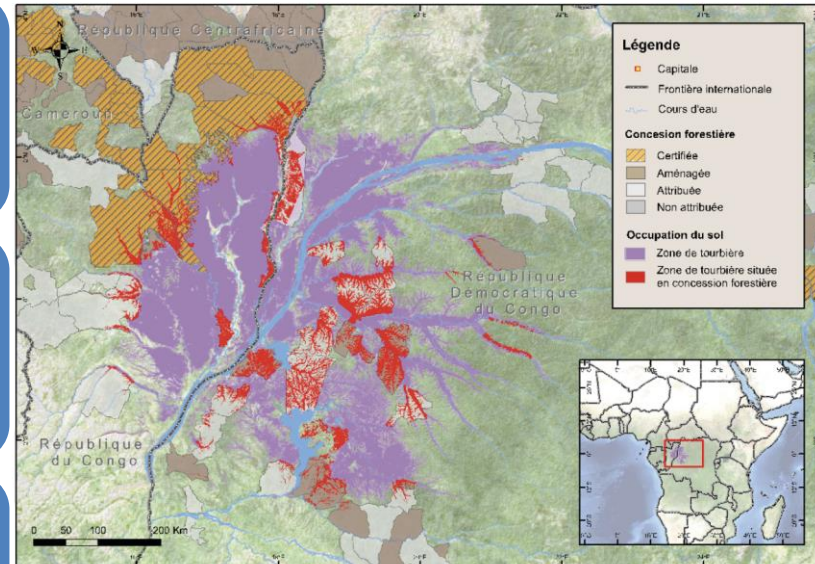 République Centrafricaine
N
S
Cameroun
République
Démocratique
du Congo
République
du Congo
0 50 100 200 Km
Légende
Capitale
Frontière internationale
Cours d'eau
Concesion forestière
Certifiée
Aménagée
Attribuée
Non attribuée
Occupation du sol
Zone de tourbière
Zone de tourbière située
en concession forestière